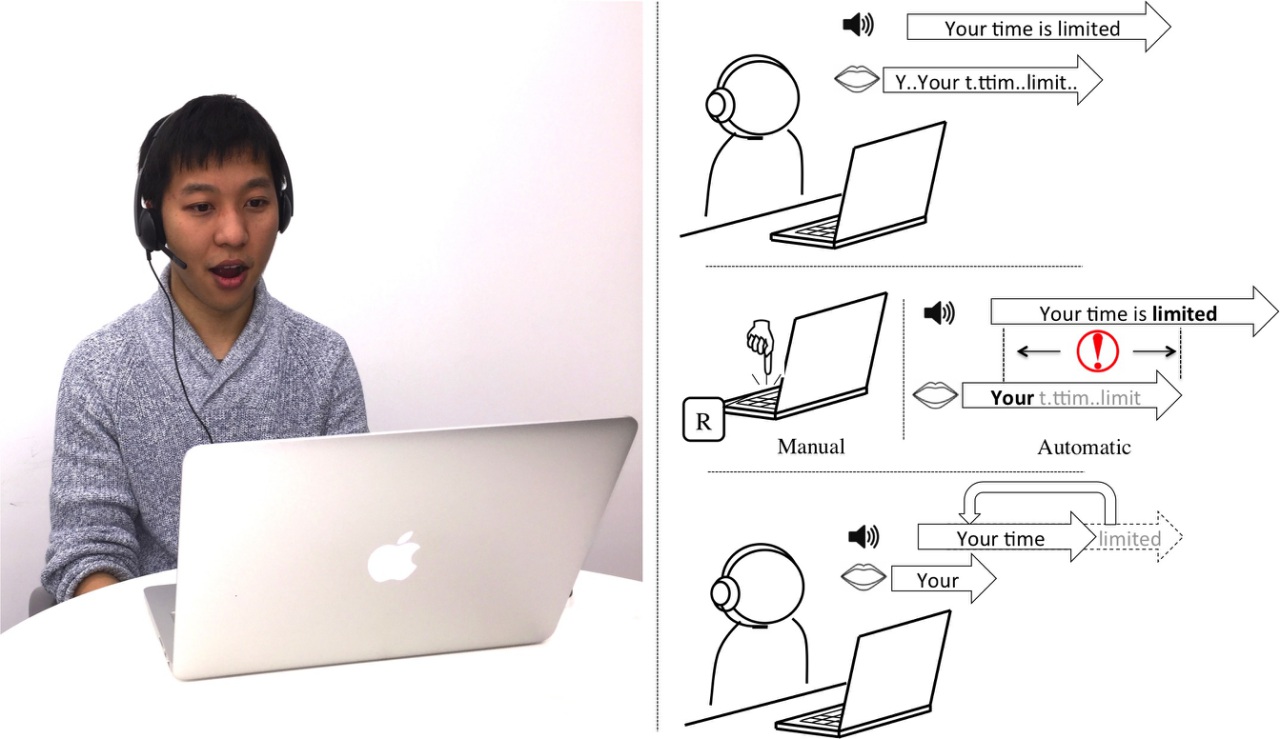 Your time is limited
Y..Your t.ttim..limit..
Your time is limited
!
Your t.ttim..limit
R
Manual
Automatic
Your time
limited
Your